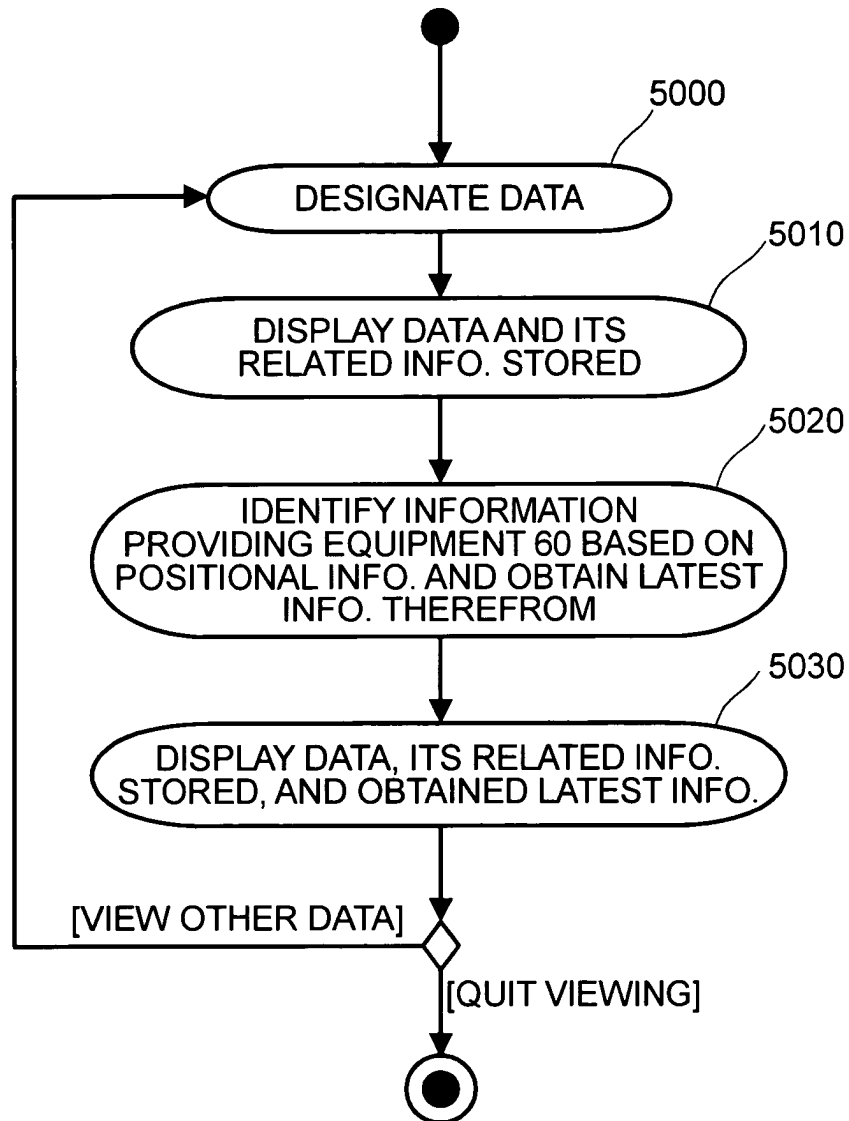 5000
DESIGNATE DATA
5010
DISPLAY DATA AND ITS
RELATED INFO. STORED
5020
IDENTIFY INFORMATION
PROVIDING EQUIPMENT 60 BASED ON
POSITIONAL INFO. AND OBTAIN LATEST
INFO. THEREFROM
5030
DISPLAY DATA, ITS RELATED INFO.
STORED, AND OBTAINED LATEST INFO.
[VIEW OTHER DATA]
[QUIT VIEWING]